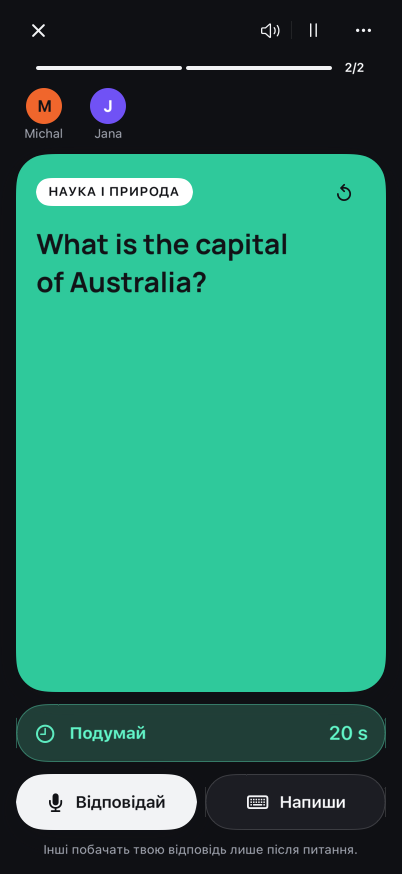 2/2
M
J
Michal
Jana
НАУКА І ПРИРОДА
What is the capital
of Australia?
Подумай
20 s
Відповідай
Напиши
Інші побачать твою відповідь лише після питання.